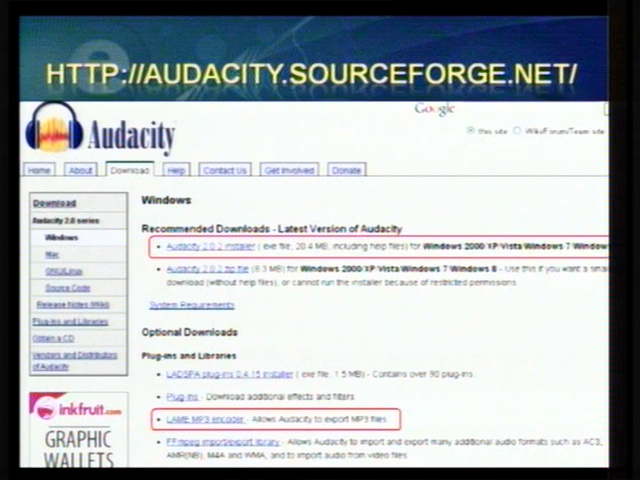 HTTP://AUDACITY.SOURCEFORGE.NET/
Google
Audacity
this site Wiki/Forum/Team site
Home About Download Help Contact Us Get Involved Donate
Download
Audacity 2.0 series
Windows
Mac
GNU/Linux
Source Code
Release Notes (Wiki)
Plug-ins and Libraries
Obtain a CD
Vendors and Distributors
of Audacity
inkfruit.com
GRAPHIC
WALLETS
Windows
Recommended Downloads - Latest Version of Audacity
Audacity 2.0.2 installer (.exe file, 20.4 MB, including help files) for Windows 2000/XP/Vista/Windows 7/Windows
Audacity 2.0.2 zip file (8.3 MB) for Windows 2000/XP/Vista/Windows 7/Windows 8 - Use this if you want a
download (without help files), or cannot run the installer because of restricted permissions
System Requirements
Optional Downloads
Plug-ins and Libraries
LADSPA plug-ins 0.4.15 installer (.exe file, 1.5 MB) - Contains over 90 plug-ins.
Plug-ins - Download additional effects and filters
LAME MP3 encoder - Allows Audacity to export MP3 files
FFmpeg import/export library - Allows Audacity to import and export many additional audio formats such as AC3,
AMR(NB), M4A and WMA, and to import audio from video files